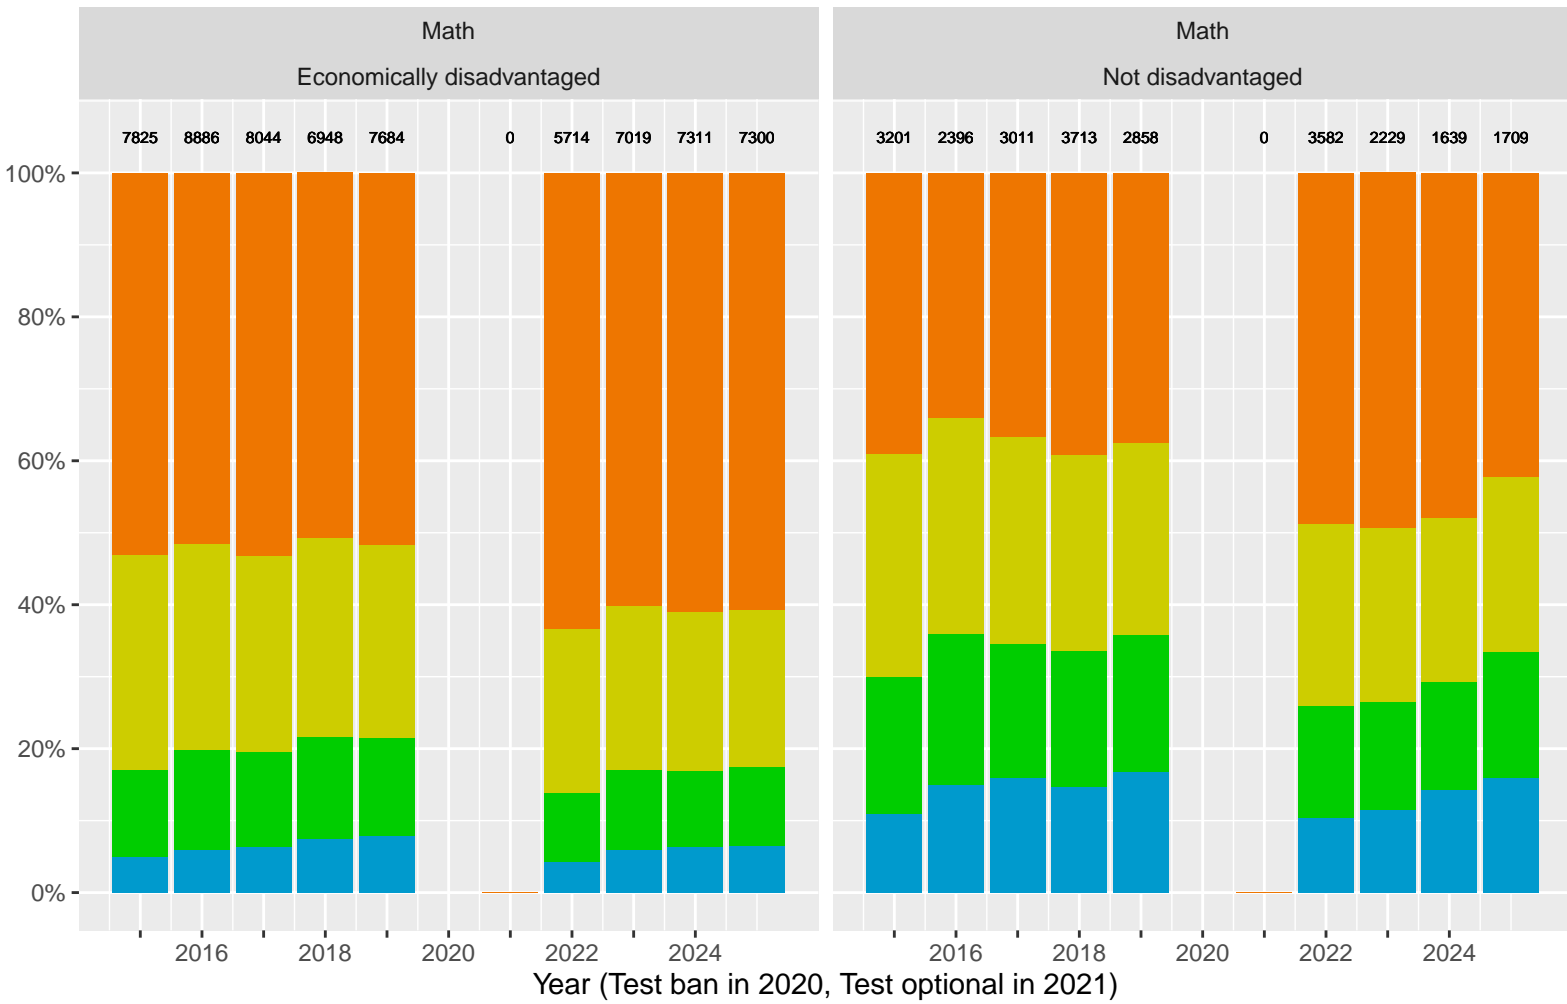 Math
Economically disadvantaged
Math
Not disadvantaged
7825 8886 8044 6948 7684 0 5714 7019 7311 7300
3201 2396 3011 3713 2858 0 3582 2229 1639 1709
100%
80%
60%
40%
20%
0%
2016 2018 2020 2022 2024
2016 2018 2020 2022 2024
Year (Test ban in 2020, Test optional in 2021)